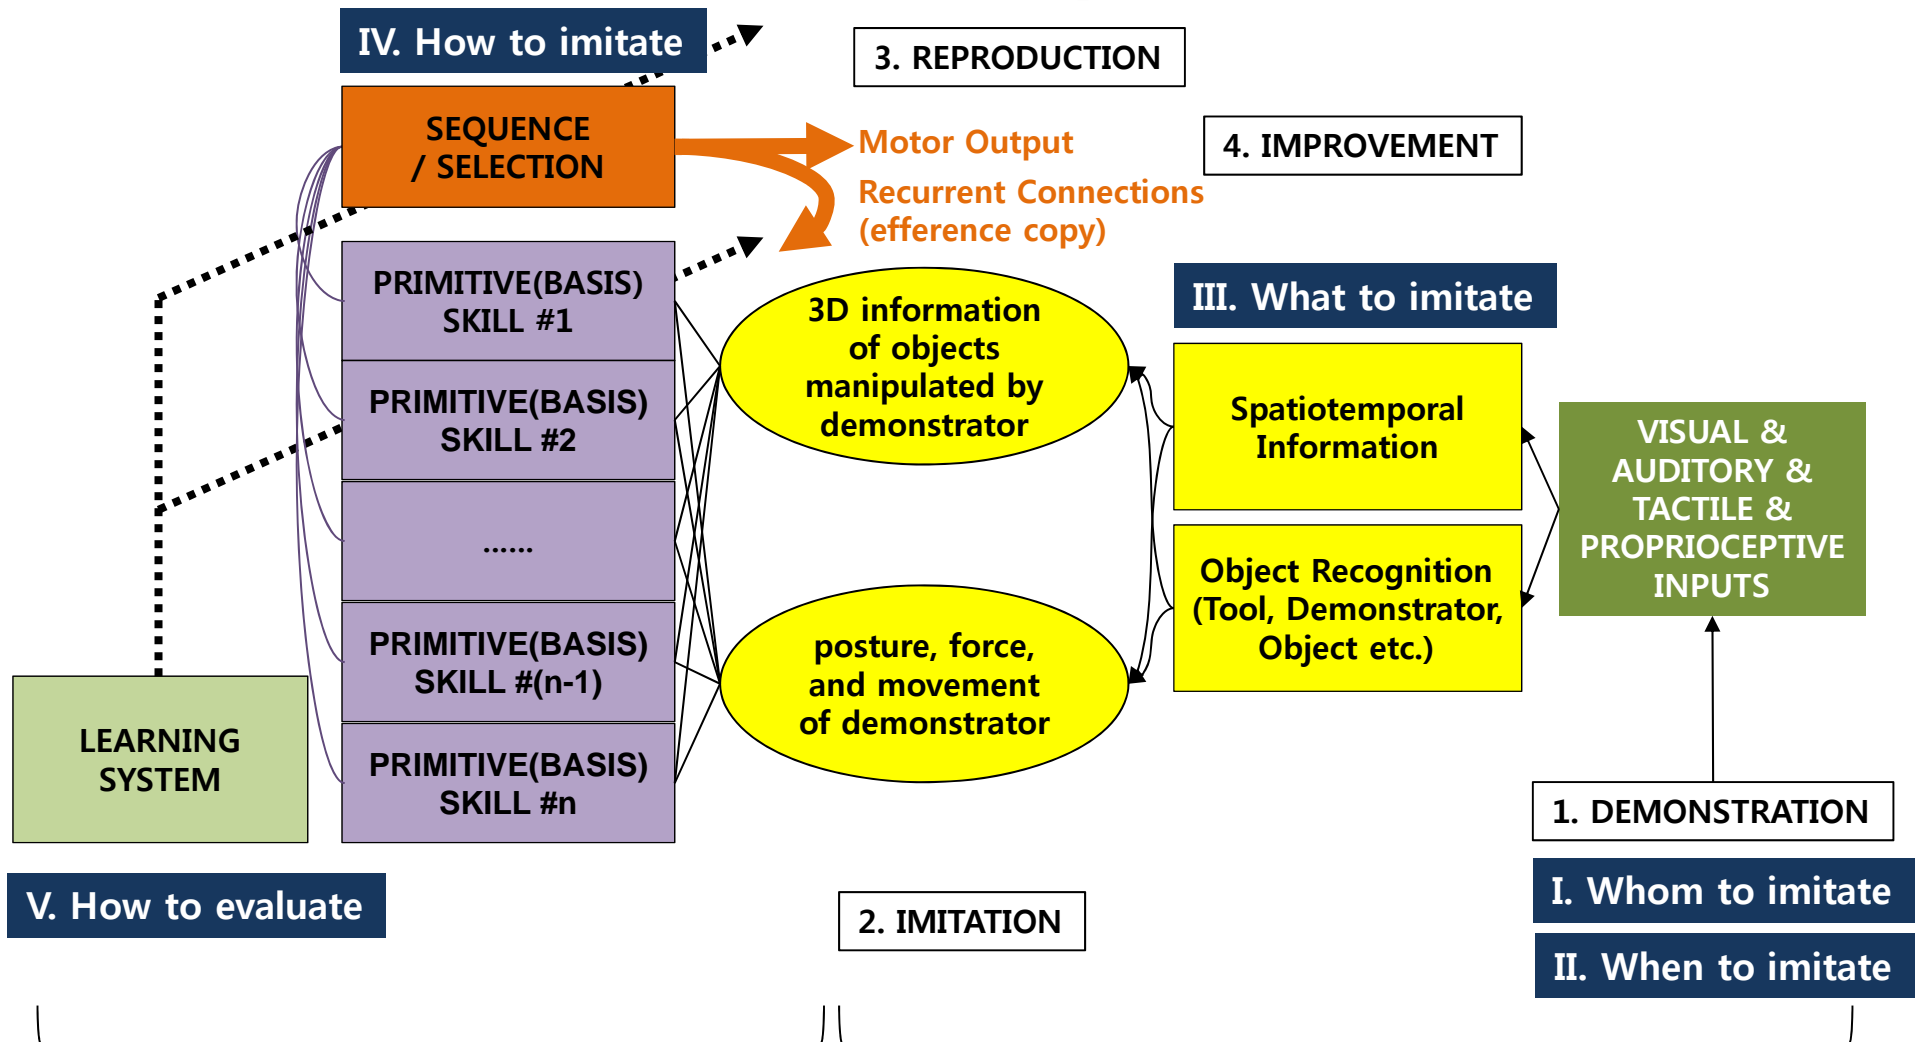 IV. How to imitate
3. REPRODUCTION
SEQUENCE
/ SELECTION
Motor Output
4. IMPROVEMENT
Recurrent Connections
(efference copy)
PRIMITIVE(BASIS)
SKILL #1
PRIMITIVE(BASIS)
SKILL #2
......
PRIMITIVE(BASIS)
SKILL #(n-1)
PRIMITIVE(BASIS)
SKILL #n
3D information
of objects
manipulated by
demonstrator
posture, force,
and movement
of demonstrator
III. What to imitate
Spatiotemporal
Information
Object Recognition
(Tool, Demonstrator,
Object etc.)
VISUAL &
AUDITORY &
TACTILE &
PROPRIOCEPTIVE
INPUTS
LEARNING
SYSTEM
1. DEMONSTRATION
V. How to evaluate
2. IMITATION
I. Whom to imitate
II. When to imitate